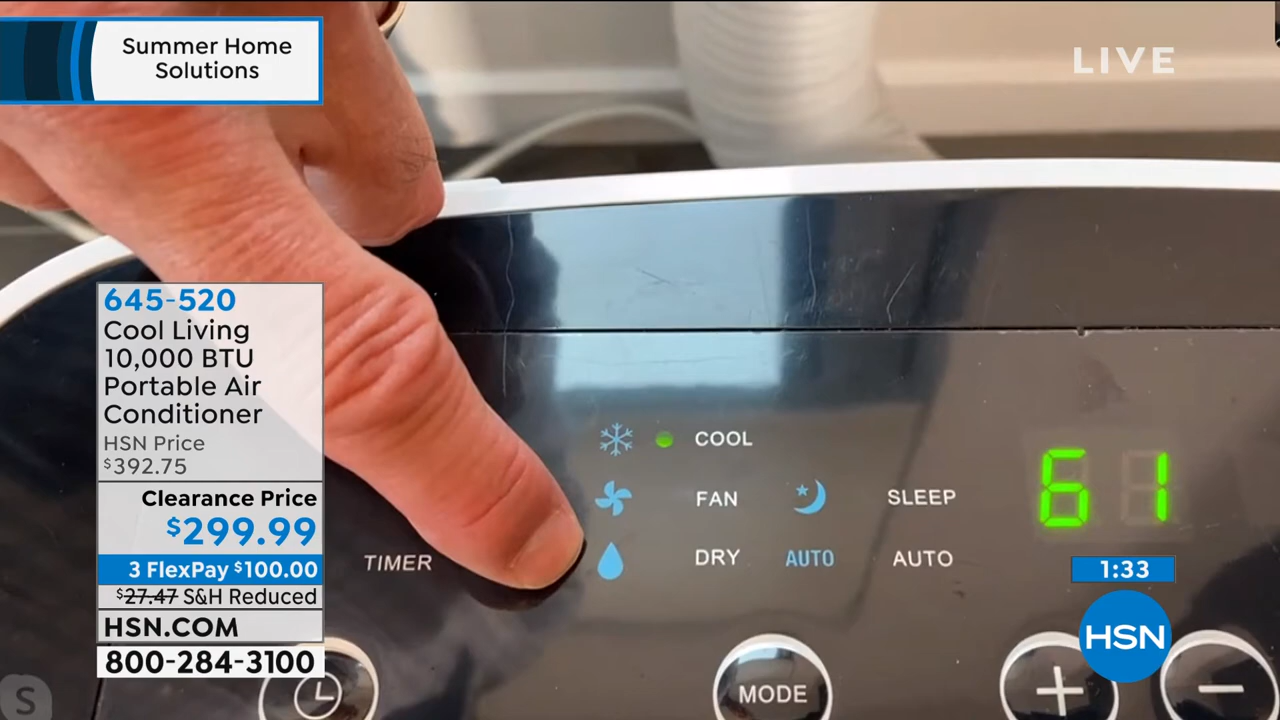 Summer Home
Solutions
LIVE
645-520
Cool Living
10,000 BTU
Portable Air
Conditioner
HSN Price
$392.75
Clearance Price
$299.99
3 FlexPay $100.00
$27.47 S&H Reduced
HSN.COM
800-284-3100
COOL
FAN
SLEEP
TIMER
DRY
AUTO
AUTO
61
1:33
HSN
MODE
+
−
S